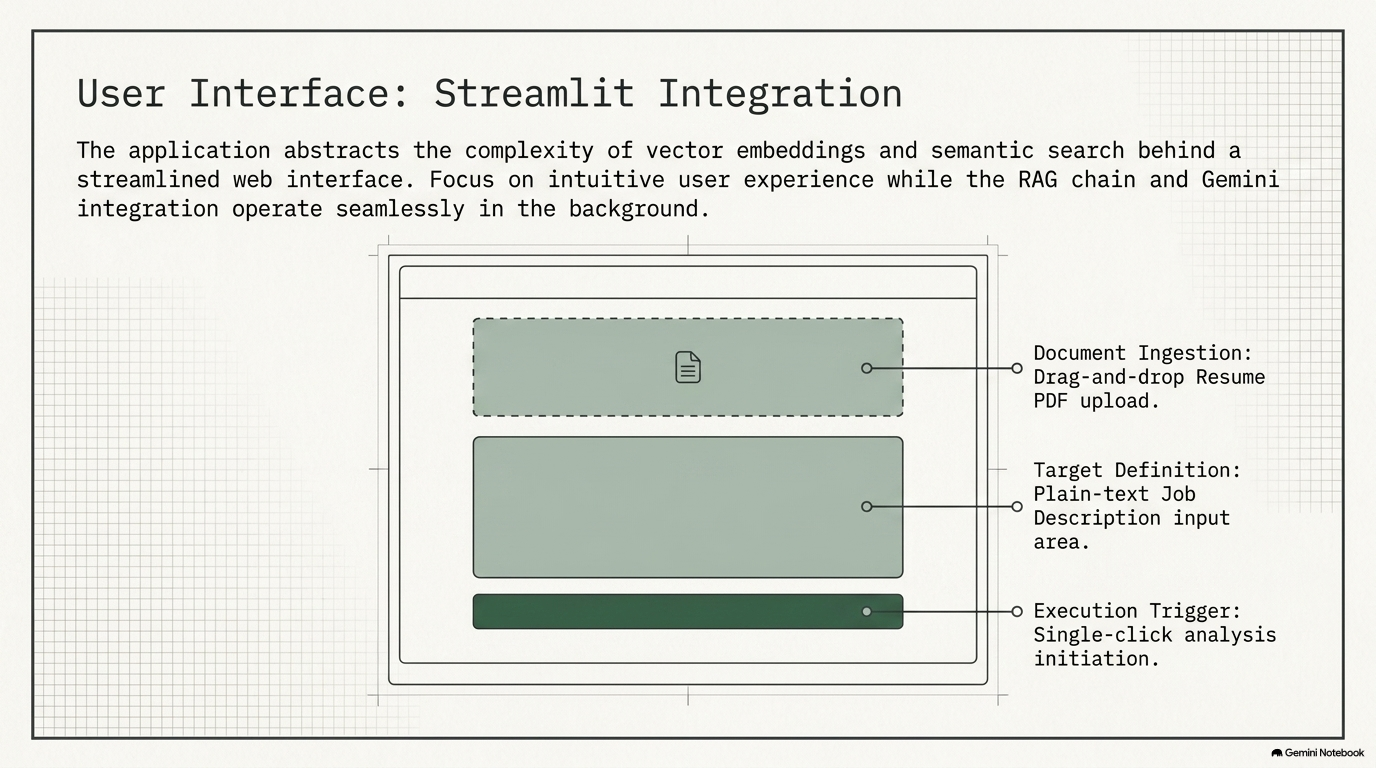 User Interface: Streamlit Integration
The application abstracts the complexity of vector embeddings and semantic search behind a
streamlined web interface. Focus on intuitive user experience while the RAG chain and Gemini
integration operate seamlessly in the background.
Document Ingestion:
Drag-and-drop Resume
PDF upload.
Target Definition:
Plain-text Job
Description input
area.
Execution Trigger:
Single-click analysis
initiation.
Gemini Notebook